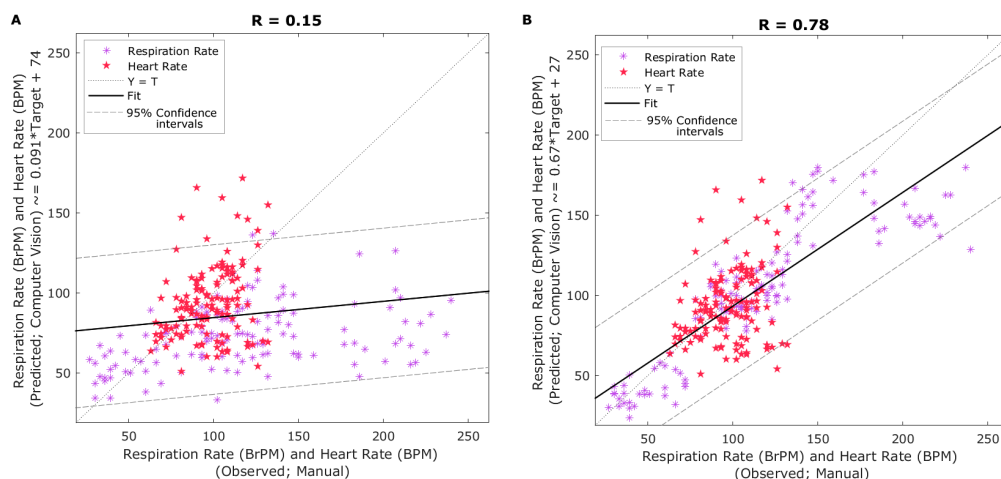 A
R = 0.15
Respiration Rate (BrPM) and Heart Rate (BPM)
(Predicted; Computer Vision) ~= 0.091*Target + 74
250
200
150
100
50
Respiration Rate
Heart Rate
Y = T
Fit
95% Confidence
intervals
50
100
150
200
250
Respiration Rate (BrPM) and Heart Rate (BPM)
(Observed; Manual)
B
R = 0.78
Respiration Rate (BrPM) and Heart Rate (BPM)
(Predicted; Computer Vision) ~= 0.67*Target + 27
250
200
150
100
50
Respiration Rate
Heart Rate
Y = T
Fit
95% Confidence
intervals
50
100
150
200
250
Respiration Rate (BrPM) and Heart Rate (BPM)
(Observed; Manual)